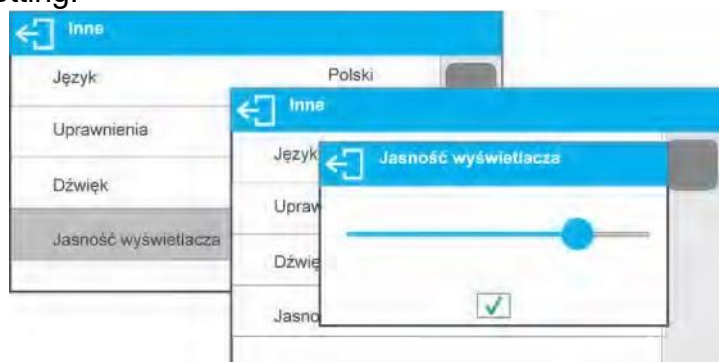 etting.
Inne
Język Polski
Uprawnienia
Dźwięk
Jasność wyświetlacza
Inne
Język
Upraw
Dźwię
Jasno
Jasność wyświetlacza